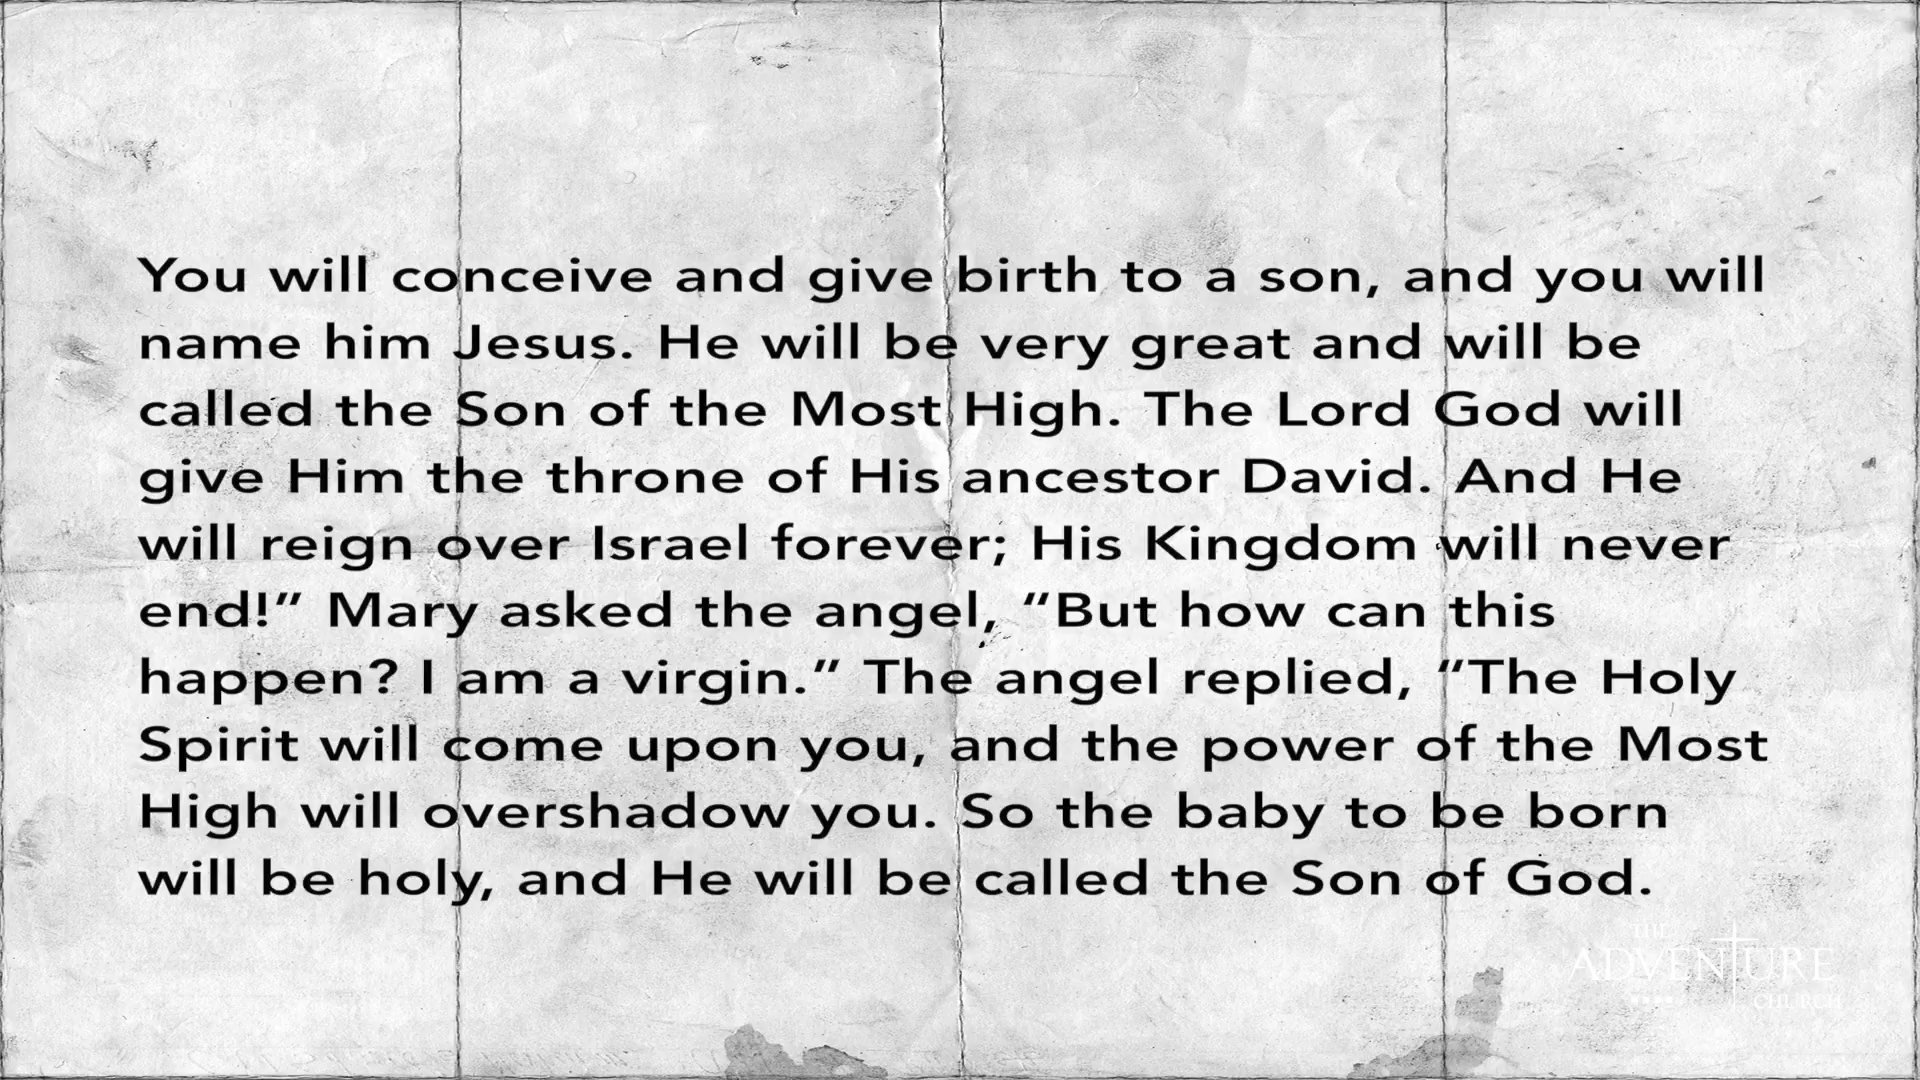 You will conceive and give birth to a son, and you will
name him Jesus. He will be very great and will be
called the Son of the Most High. The Lord God will
give Him the throne of His ancestor David. And He
will reign over Israel forever; His Kingdom will never
end!” Mary asked the angel, “But how can this
happen? I am a virgin.” The angel replied, “The Holy
Spirit will come upon you, and the power of the Most
High will overshadow you. So the baby to be born
will be holy, and He will be called the Son of God.
THE
ADVENTURE
CHURCH